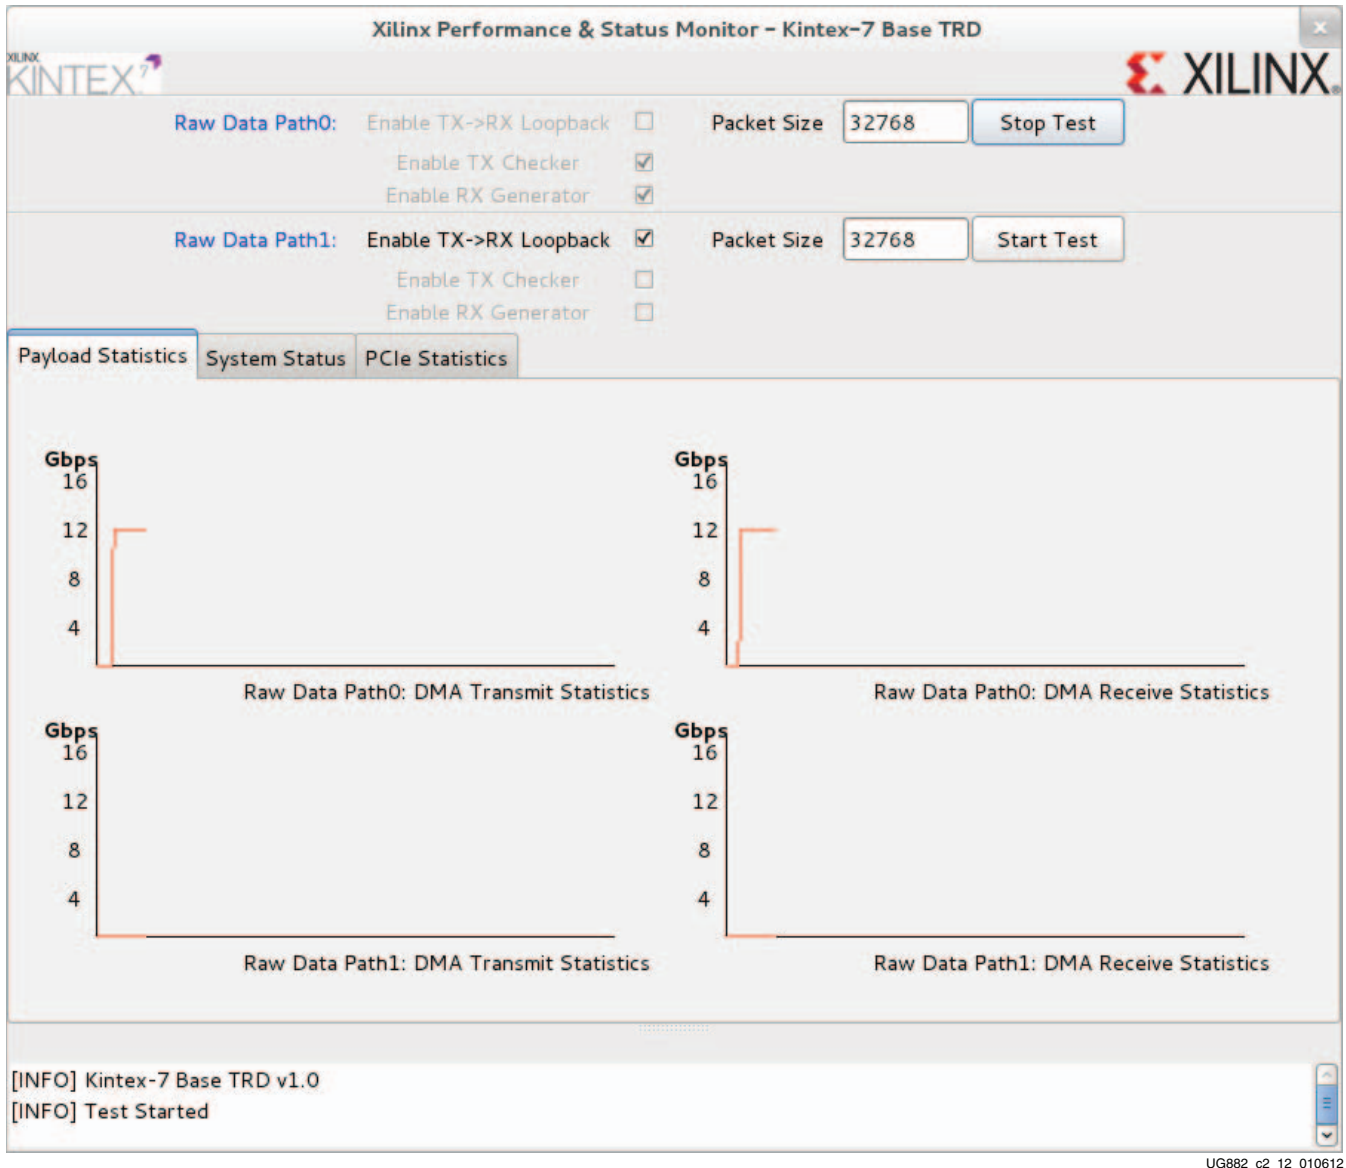 Xilinx Performance & Status Monitor - Kintex-7 Base TRD
XILINX
KINTEX 7
XILINX
Raw Data Path0: Enable TX->RX Loopback Packet Size 32768 Stop Test
Enable TX Checker
Enable RX Generator
Raw Data Path1: Enable TX->RX Loopback Packet Size 32768 Start Test
Enable TX Checker
Enable RX Generator
Payload Statistics System Status PCIe Statistics
Gbps
16
12
8
4
Raw Data Path0: DMA Transmit Statistics
Gbps
16
12
8
4
Raw Data Path0: DMA Receive Statistics
Gbps
16
12
8
4
Raw Data Path1: DMA Transmit Statistics
Gbps
16
12
8
4
Raw Data Path1: DMA Receive Statistics
[INFO] Kintex-7 Base TRD v1.0
[INFO] Test Started
UG882_c2_12_010612